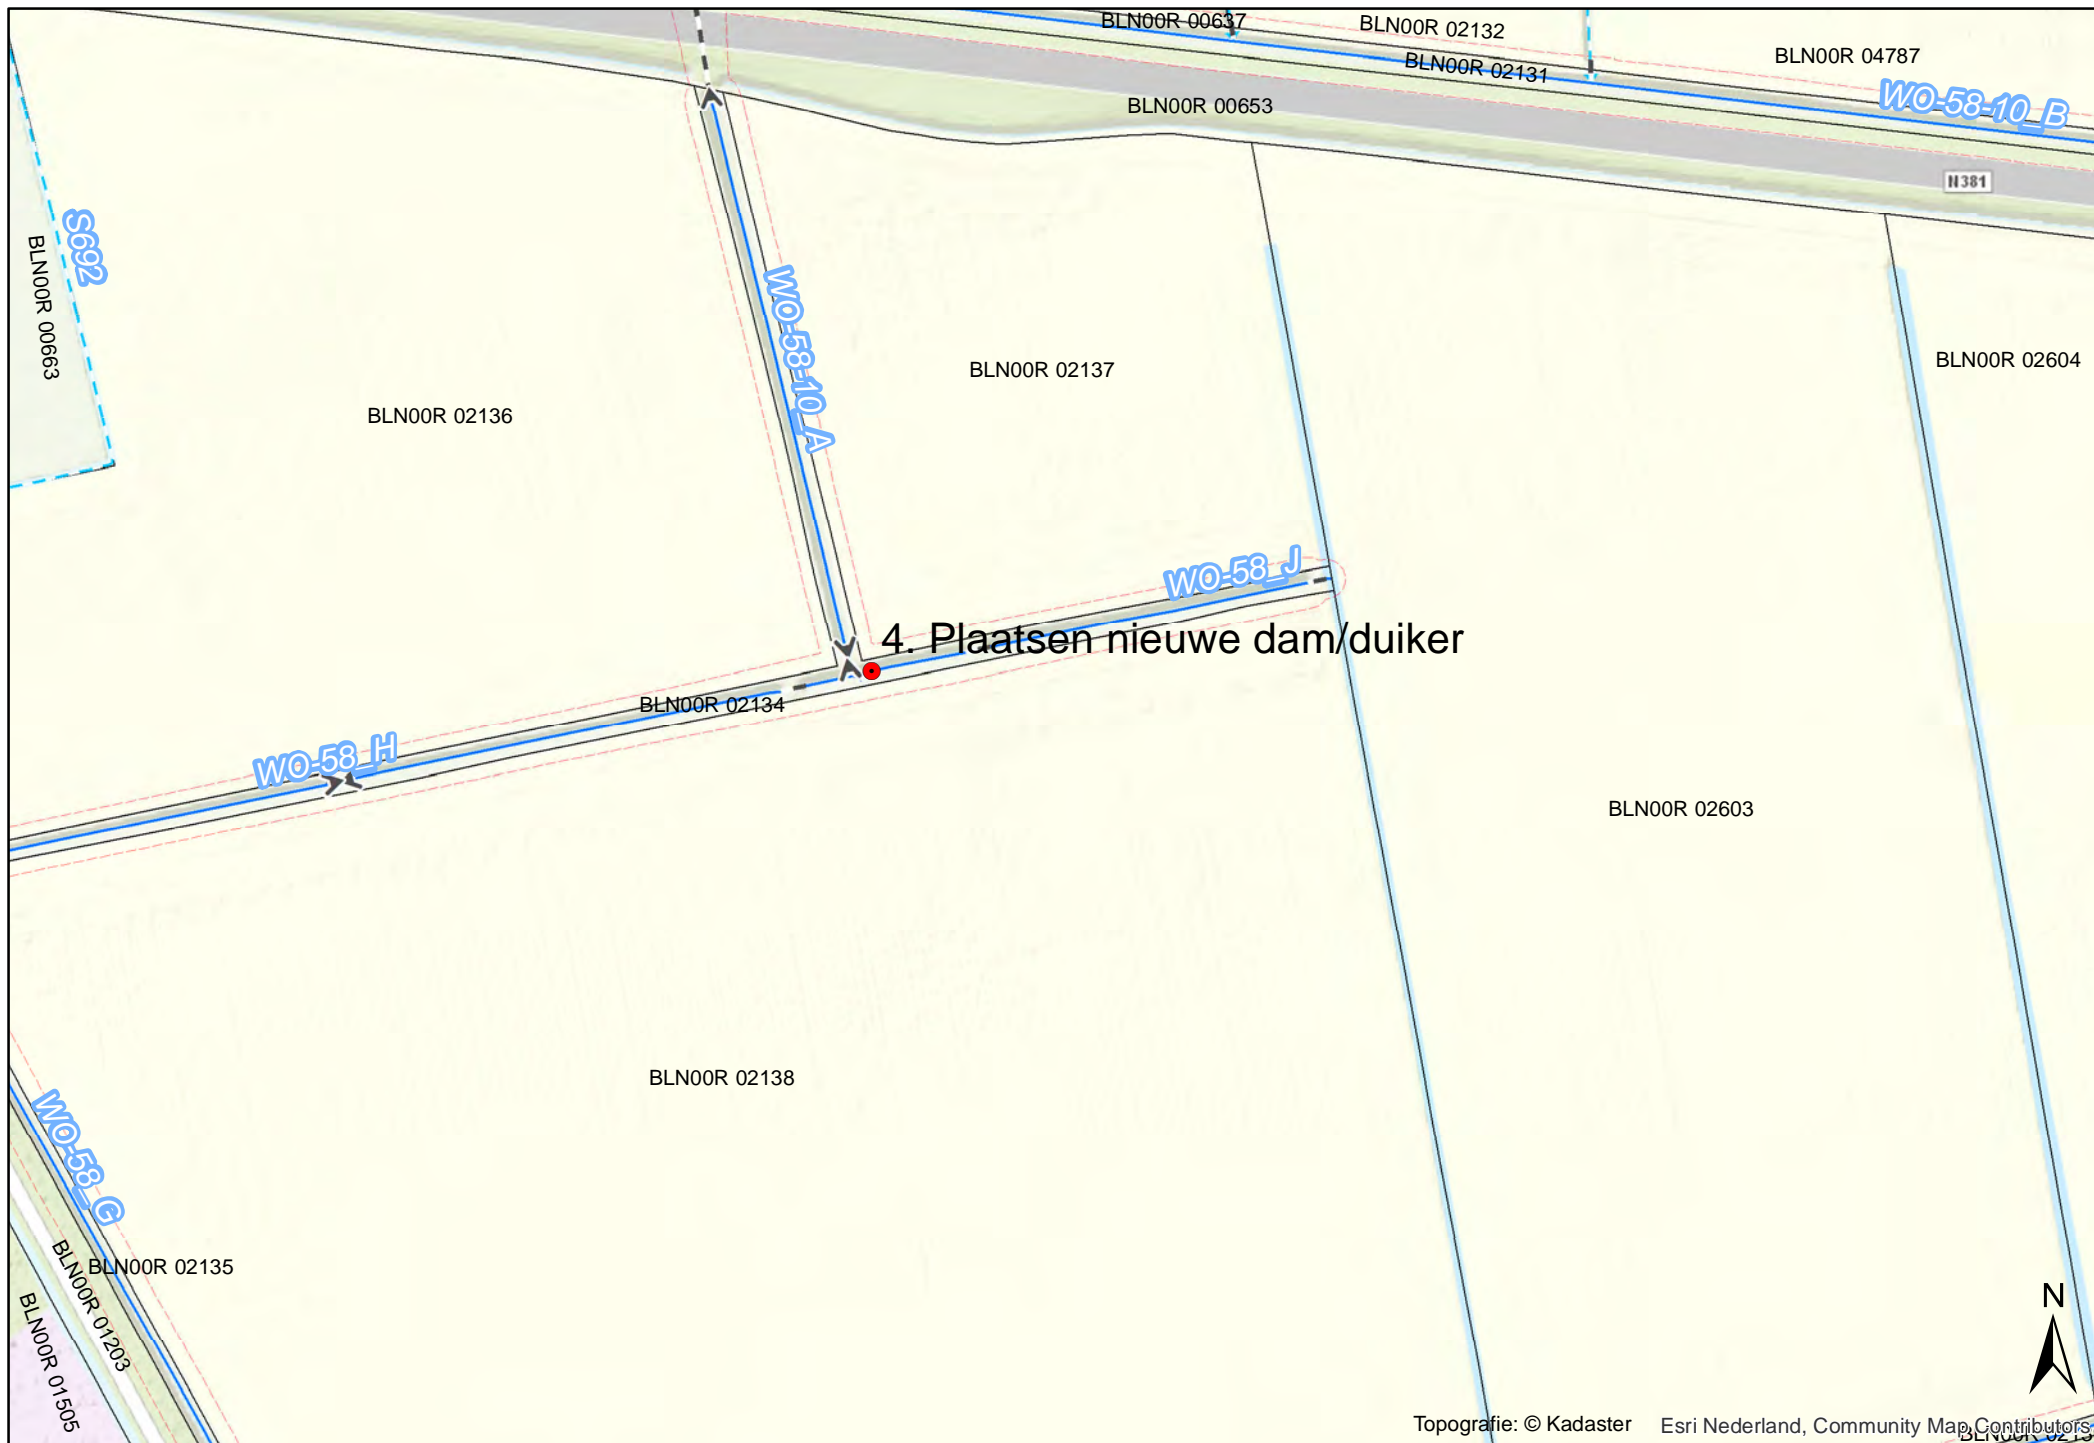 BLN00R 00637
BLN00R 02132
BLN00R 04787
BLN00R 02131
BLN00R 00653
WO-58-10_B
N381
S692
BLN00R 00663
WO-58-10_A
BLN00R 02137
BLN00R 02604
BLN00R 02136
WO-58_J
4. Plaatsen nieuwe dam/duiker
BLN00R 02134
WO-58_H
BLN00R 02603
BLN00R 02138
WO-58_G
BLN00R 02135
BLN00R 01203
BLN00R 01505
N
Topografie: © Kadaster
Esri Nederland, Community Map Contributors